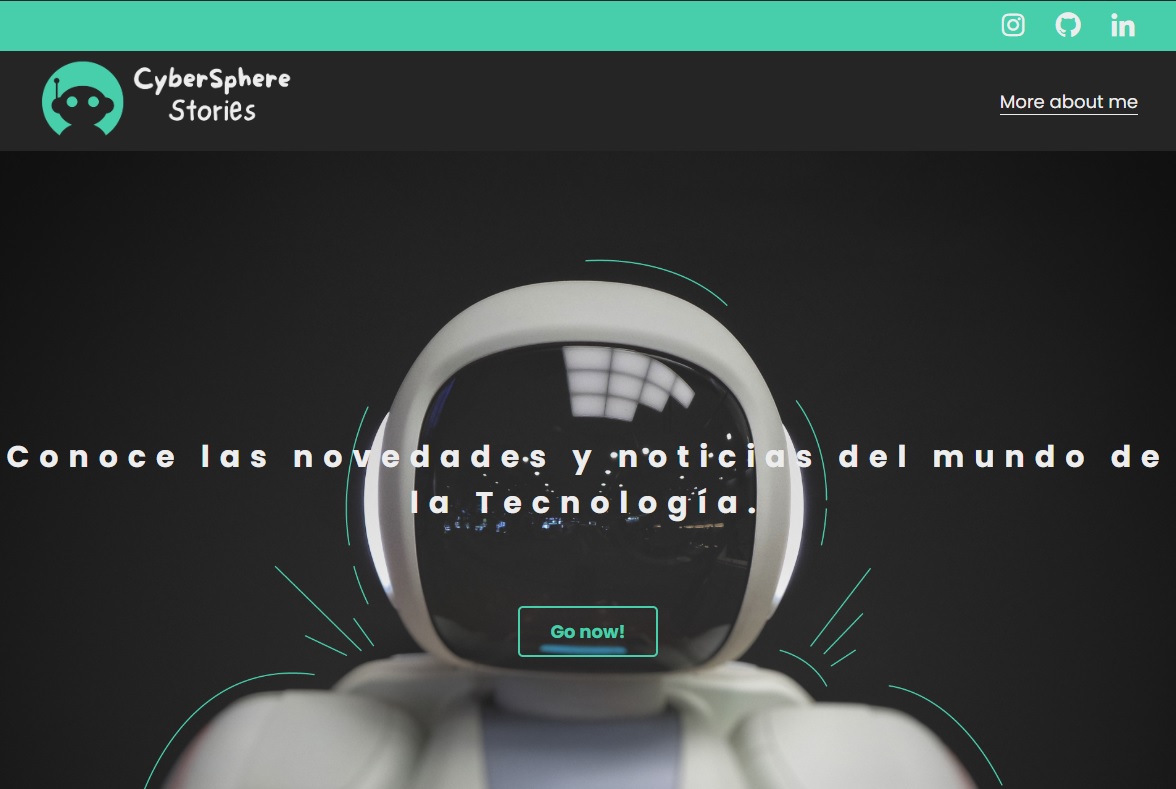 CyberSphere
Stories
More about me
Conoce las novedades y noticias del mundo de
la Tecnología.
Go now!